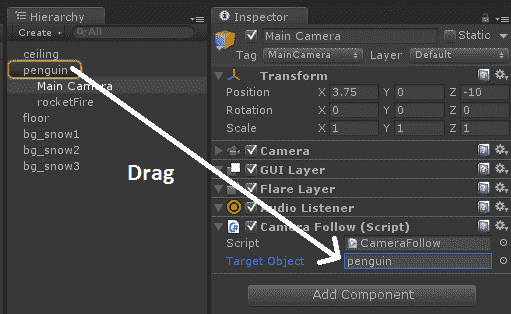 Hierarchy
Create
All
ceiling
penguin
Main Camera
rocketFire
floor
bg_snow1
bg_snow2
bg_snow3
Drag
Inspector
Main Camera Static
Tag MainCamera Layer Default
Transform
Position X 3.75 Y 0 Z -10
Rotation X 0 Y 0 Z 0
Scale X 1 Y 1 Z 1
Camera
GUI Layer
Flare Layer
Audio Listener
Camera Follow (Script)
Script CameraFollow
Target Object penguin
Add Component